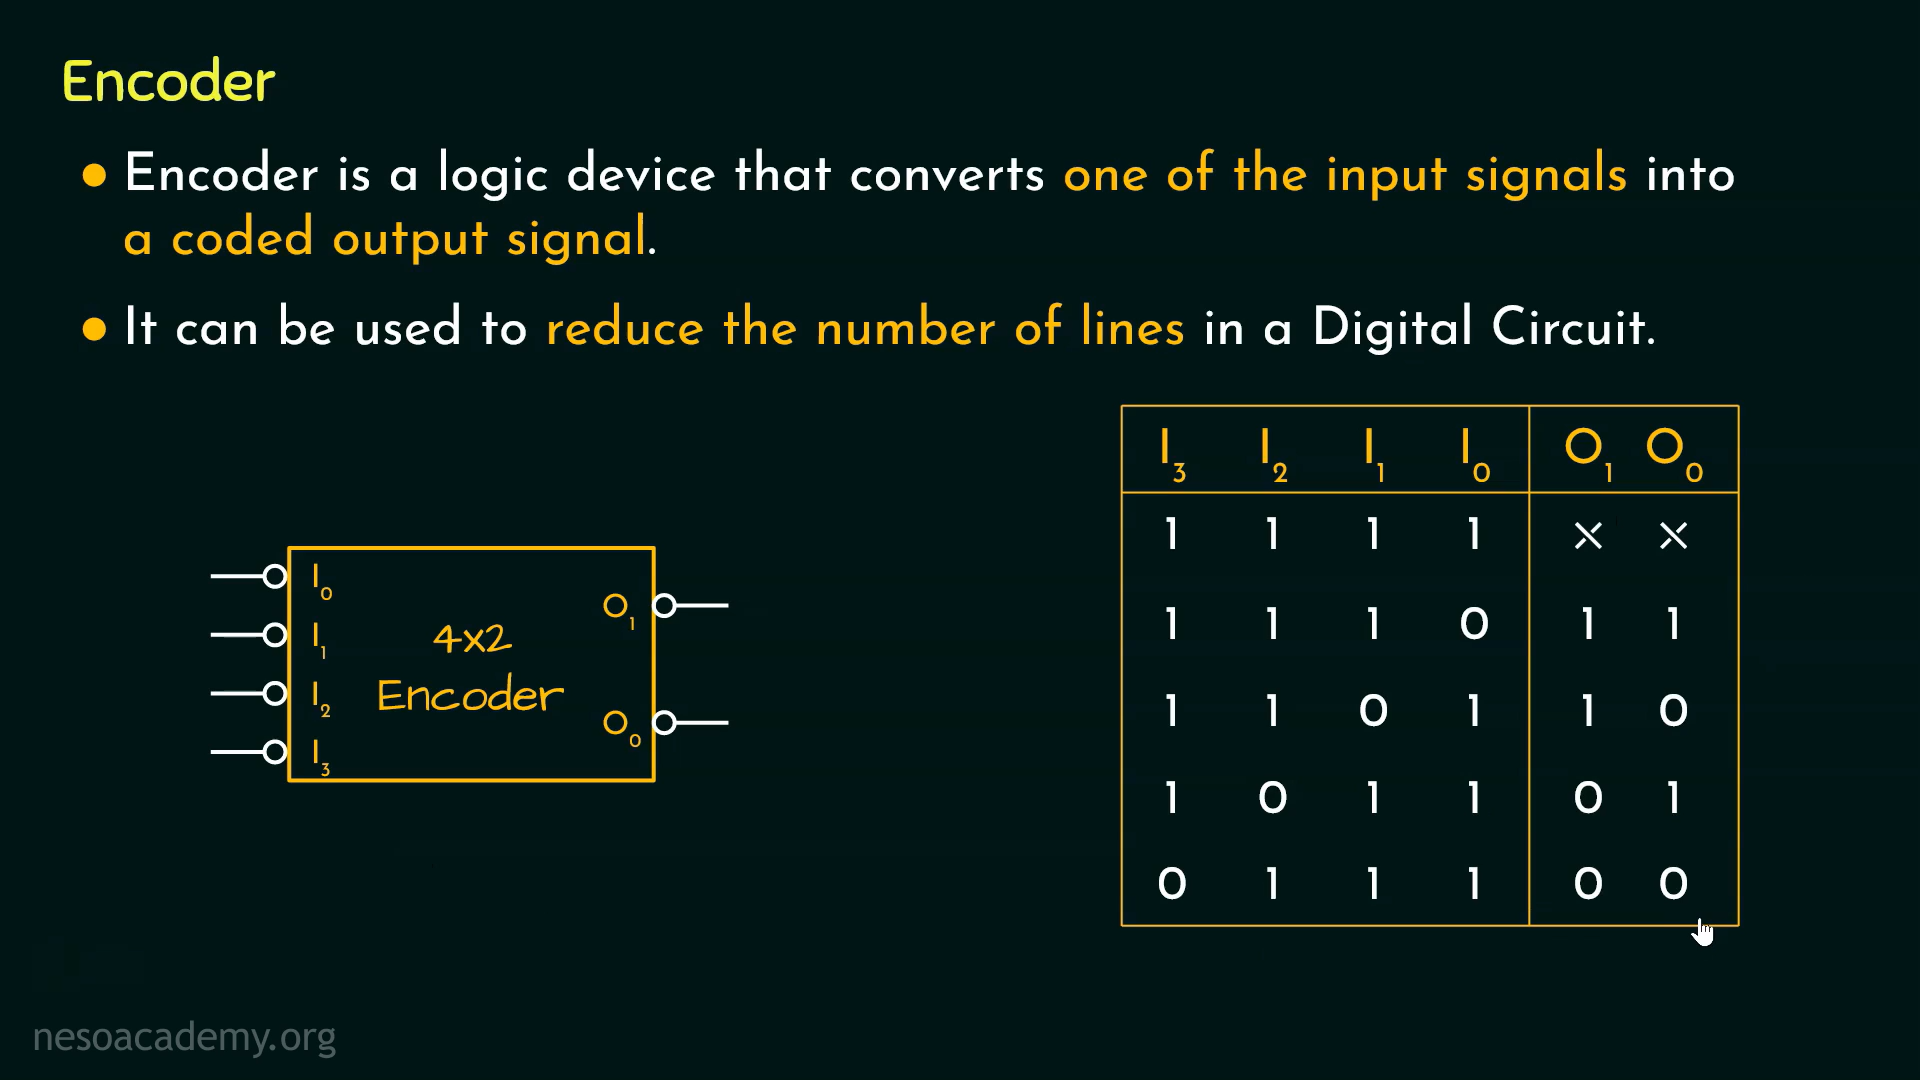 Encoder
● Encoder is a logic device that converts one of the input signals into
a coded output signal.
● It can be used to reduce the number of lines in a Digital Circuit.
I₀
I₁
I₂
I₃
4x2
Encoder
O₁
O₀
I₃ I₂ I₁ I₀ O₁ O₀
1 1 1 1 × ×
1 1 1 0 1 1
1 1 0 1 1 0
1 0 1 1 0 1
0 1 1 1 0 0
nesoacademy.org